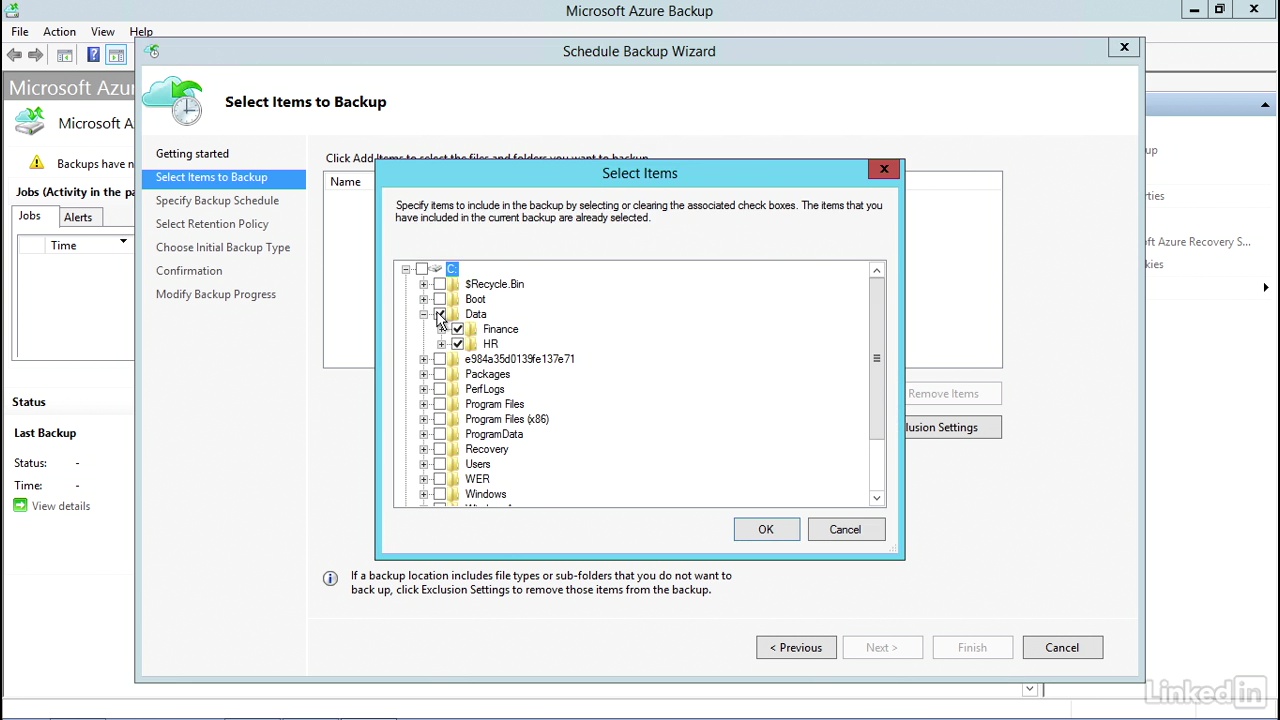 Microsoft Azure Backup
File Action View Help
Schedule Backup Wizard
Microsoft Azur
Select Items to Backup
Microsoft A
Backups have n
Jobs (Activity in the pa
Jobs Alerts
Time
Status
Last Backup
Status: -
Time: -
View details
Getting started
Select Items to Backup
Specify Backup Schedule
Select Retention Policy
Choose Initial Backup Type
Confirmation
Modify Backup Progress
Click Add Items to select the files and folders you want to backup.
Name
Select Items
Specify items to include in the backup by selecting or clearing the associated check boxes. The items that you
have included in the current backup are already selected.
C:
$Recycle.Bin
Boot
Data
Finance
HR
e984a35d0139fe137e71
Packages
PerfLogs
Program Files
Program Files (x86)
ProgramData
Recovery
Users
WER
Windows
OK Cancel
Remove Items
clusion Settings
up
rties
oft Azure Recovery S...
kies
If a backup location includes file types or sub-folders that you do not want to
back up, click Exclusion Settings to remove those items from the backup.
< Previous Next > Finish Cancel
Linked in